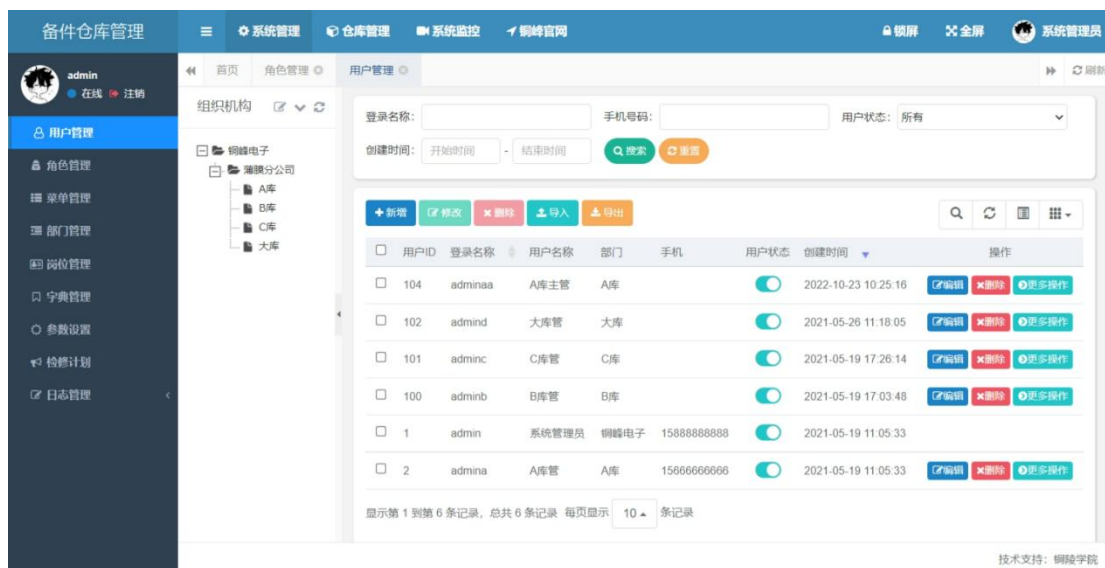 备件仓库管理 系统管理 仓库管理 系统监控 铜峰官网 锁屏 全屏 系统管理员
首页 角色管理 用户管理 刷新
admin
在线 注销
用户管理
角色管理
菜单管理
部门管理
岗位管理
字典管理
参数设置
检修计划
日志管理
组织机构
铜峰电子
薄膜分公司
A库
B库
C库
大库
登录名称: 手机号码: 用户状态: 所有
创建时间: 开始时间 - 结束时间 搜索 重置
新增 修改 删除 导入 导出
用户ID 登录名称 用户名称 部门 手机 用户状态 创建时间 操作
104 adminaa A库主管 A库 2022-10-23 10:25:16 编辑 删除 更多操作
102 admind 大库管 大库 2021-05-26 11:18:05 编辑 删除 更多操作
101 adminc C库管 C库 2021-05-19 17:26:14 编辑 删除 更多操作
100 adminb B库管 B库 2021-05-19 17:03:48 编辑 删除 更多操作
1 admin 系统管理员 铜峰电子 15888888888 2021-05-19 11:05:33
2 admina A库管 A库 15666666666 2021-05-19 11:05:33 编辑 删除 更多操作
显示第 1 到第 6 条记录, 总共 6 条记录 每页显示 10 条记录
技术支持: 铜陵学院